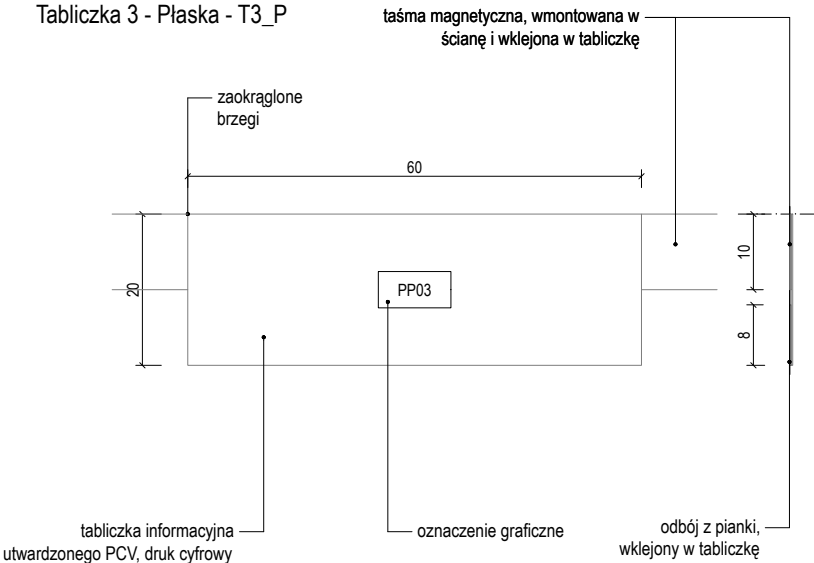 Tabliczka 3 - Płaska - T3_P
taśma magnetyczna, wmontowana w
ścianę i wklejona w tabliczkę
zaokrąglone
brzegi
60
20
10
PP03
8
tabliczka informacyjna
utwardzonego PCV, druk cyfrowy
oznaczenie graficzne
odbój z pianki,
wklejony w tabliczkę